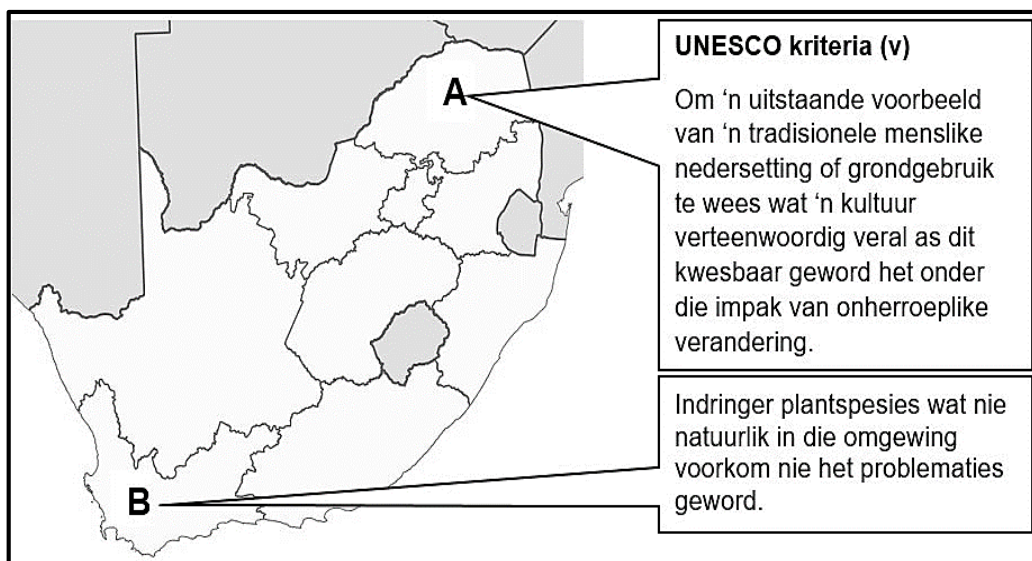 UNESCO kriteria (v)
Om ‘n uitstaande voorbeeld
van ‘n tradisionele menslike
nedersetting of grondgebruik
te wees wat ‘n kultuur
verteenwoordig veral as dit
kwesbaar geword het onder
die impak van onherroeplike
verandering.
A
Indringer plantspesies wat nie
natuurlik in die omgewing
voorkom nie het problematies
geword.
B